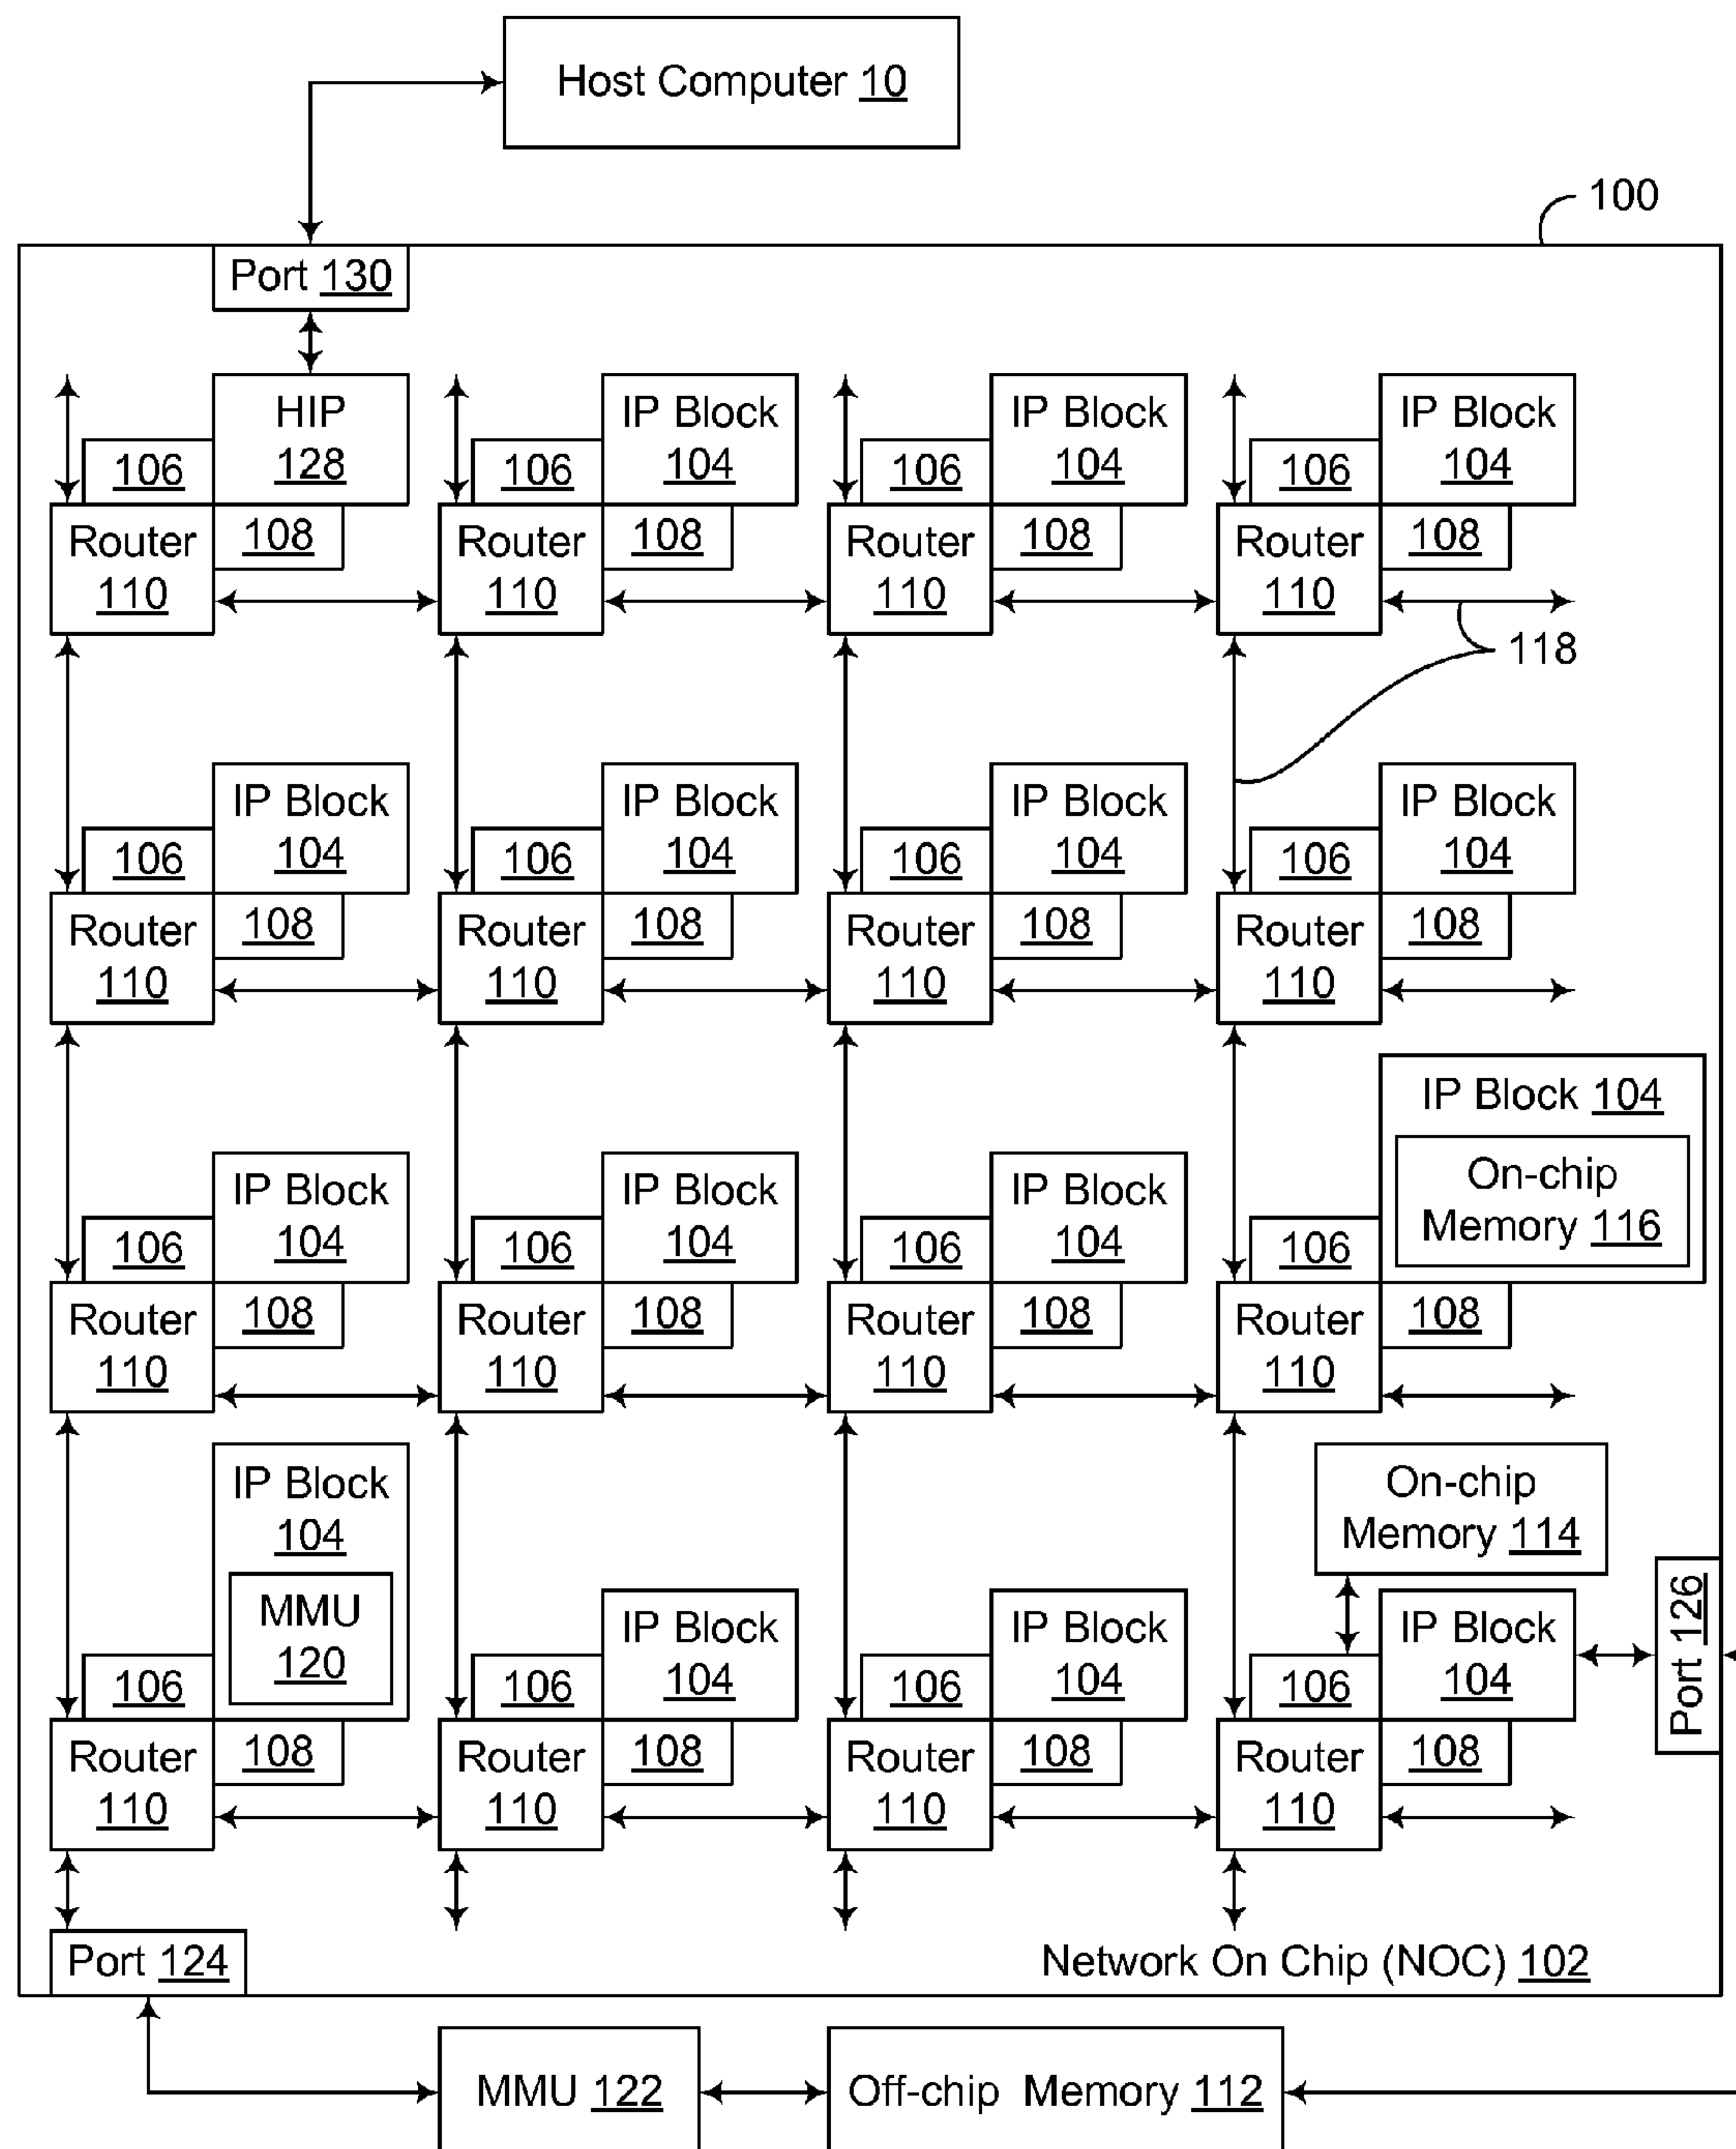 Host Computer 10
100
Port 130
HIP
128
106
Router
110
108
IP Block
104
106
Router
110
108
IP Block
104
106
Router
110
108
IP Block
104
106
Router
110
108
118
IP Block
104
106
Router
110
108
IP Block
104
106
Router
110
108
IP Block
104
106
Router
110
108
IP Block
104
106
Router
110
108
IP Block
104
106
Router
110
108
IP Block
104
106
Router
110
108
IP Block
104
106
Router
110
108
IP Block 104
On-chip
Memory 116
106
Router
110
108
IP Block
104
MMU
120
106
Router
110
108
IP Block
104
106
Router
110
108
IP Block
104
106
Router
110
108
On-chip
Memory 114
IP Block
104
106
Router
110
108
Port 126
Port 124
Network On Chip (NOC) 102
MMU 122
Off-chip Memory 112